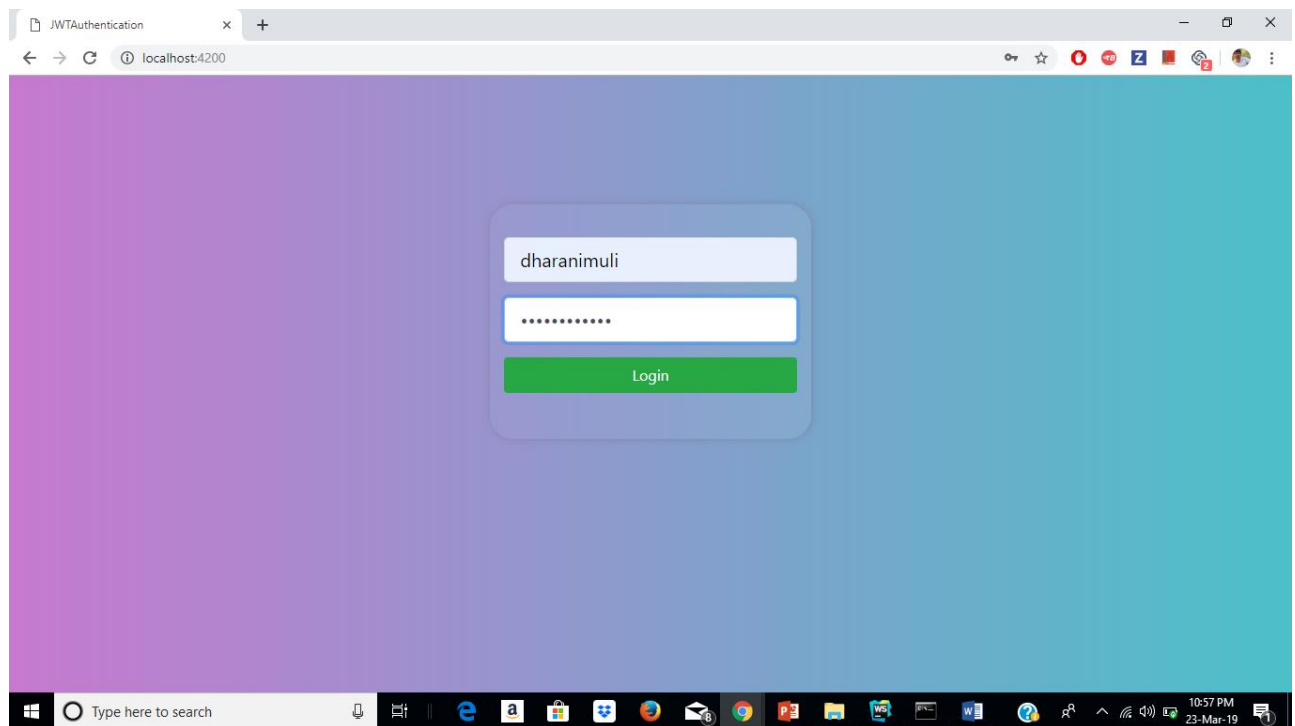 JWTAuthentication
localhost:4200
dharanimuli
••••••••••••
Login
Type here to search
10:57 PM
23-Mar-19